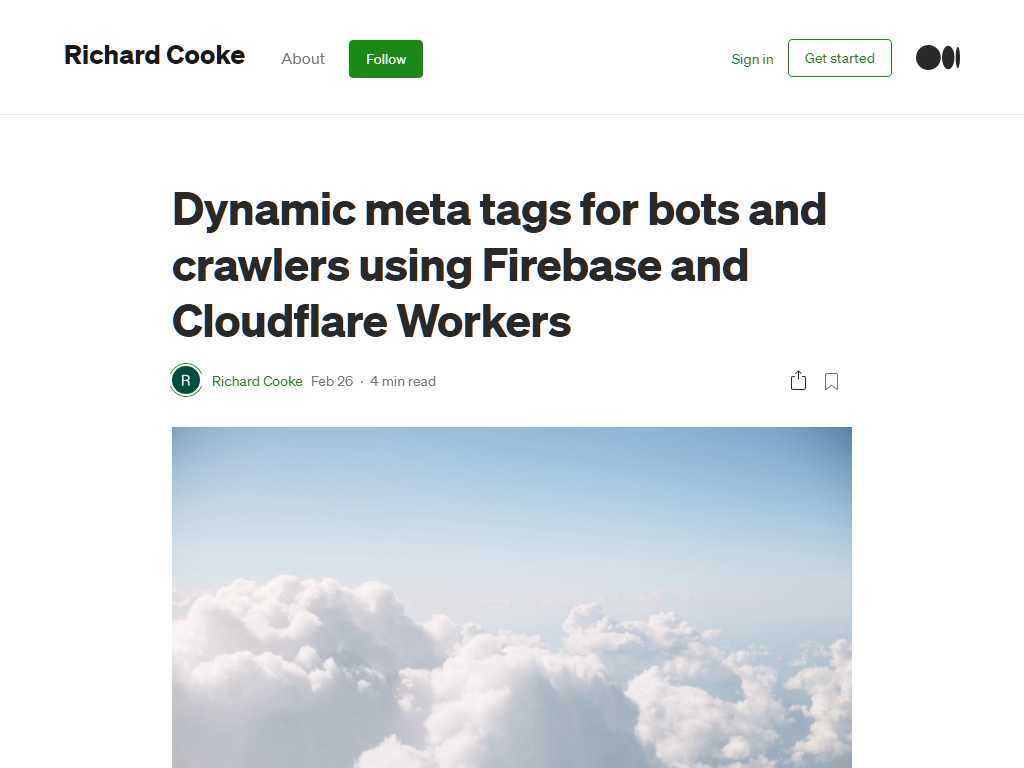 Richard Cooke About Follow Sign in Get started
Dynamic meta tags for bots and
crawlers using Firebase and
Cloudflare Workers
R Richard Cooke Feb 26 · 4 min read